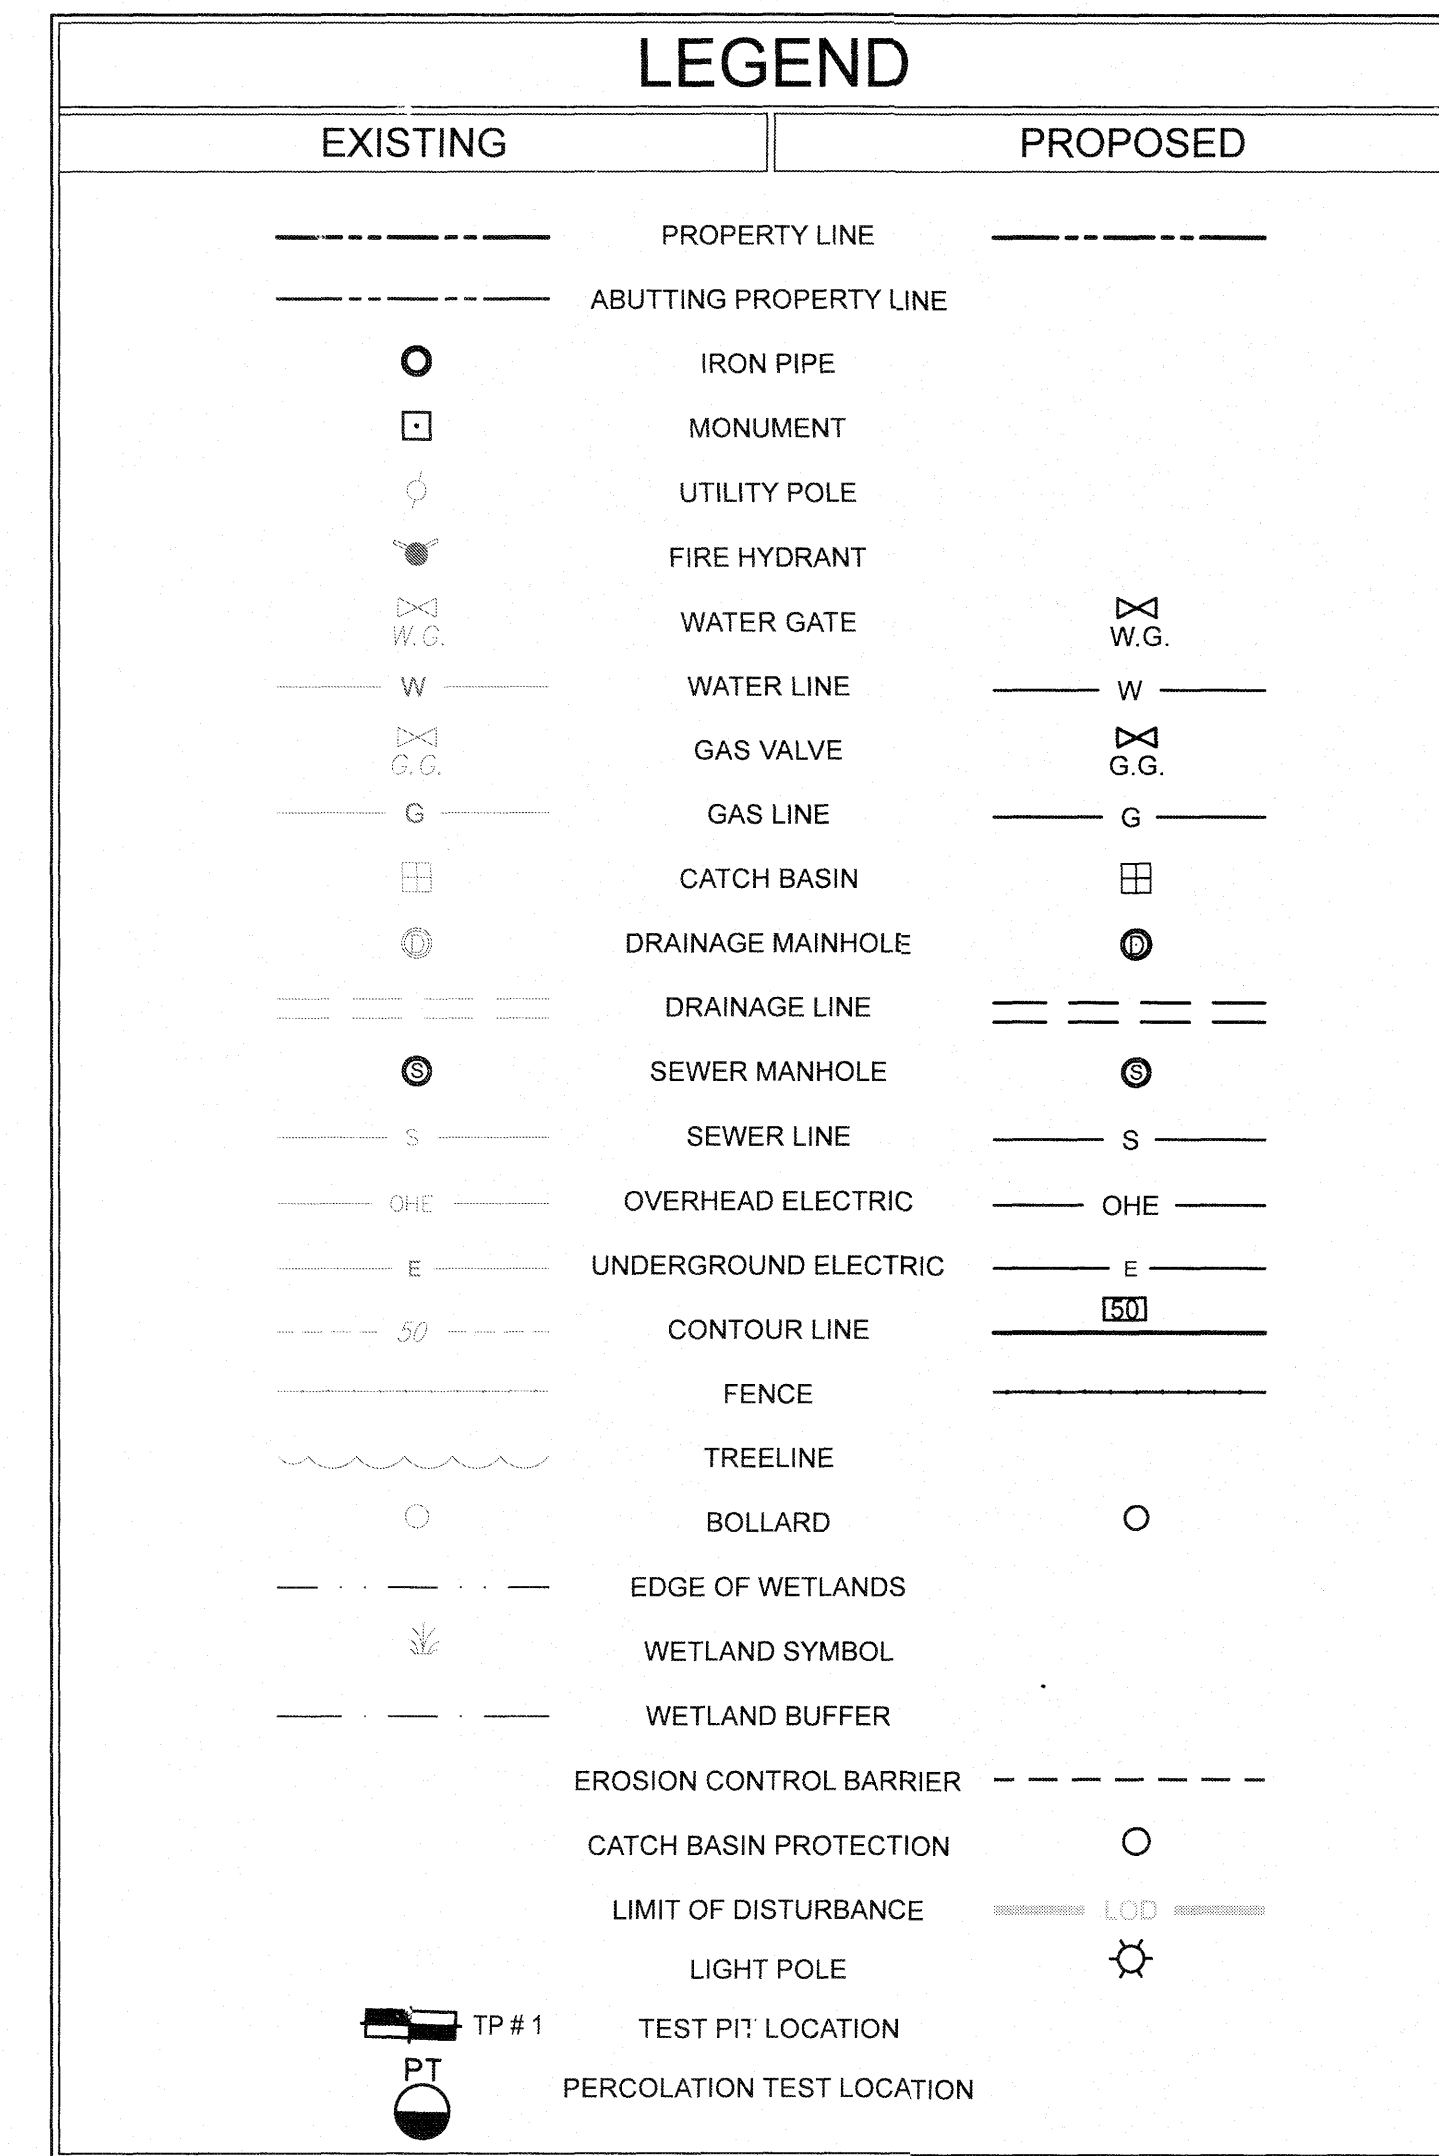 LEGEND
EXISTING PROPOSED
PROPERTY LINE
ABUTTING PROPERTY LINE
IRON PIPE
MONUMENT
UTILITY POLE
FIRE HYDRANT
W.G. WATER GATE W.G.
W WATER LINE W
G.G. GAS VALVE G.G.
G GAS LINE G
CATCH BASIN
D DRAINAGE MAINHOLE D
DRAINAGE LINE
S SEWER MANHOLE S
S SEWER LINE S
OHE OVERHEAD ELECTRIC OHE
E UNDERGROUND ELECTRIC E
50 CONTOUR LINE 50
FENCE
TREELINE
BOLLARD
EDGE OF WETLANDS
WETLAND SYMBOL
WETLAND BUFFER
EROSION CONTROL BARRIER
CATCH BASIN PROTECTION
LIMIT OF DISTURBANCE LOD
LIGHT POLE
TP # 1 TEST PIT LOCATION
PT
PERCOLATION TEST LOCATION